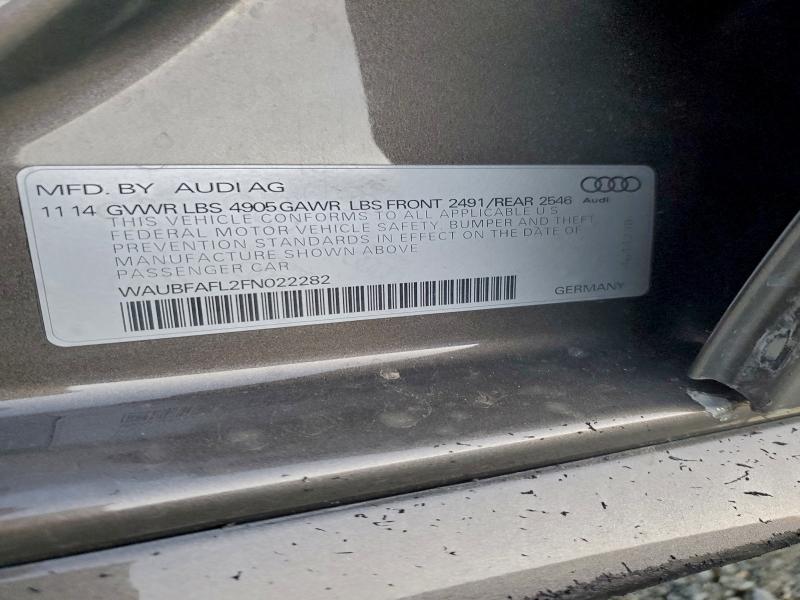 MFD. BY AUDI AG
11 14 GVWR LBS 4905 GAWR LBS FRONT 2491/REAR 2546
THIS VEHICLE CONFORMS TO ALL APPLICABLE U S
FEDERAL MOTOR VEHICLE SAFETY, BUMPER AND THEFT
PREVENTION STANDARDS IN EFFECT ON THE DATE OF
MANUFACTURE SHOWN ABOVE
PASSENGER CAR
WAUBFAFL2FN022282
Audi
GERMANY